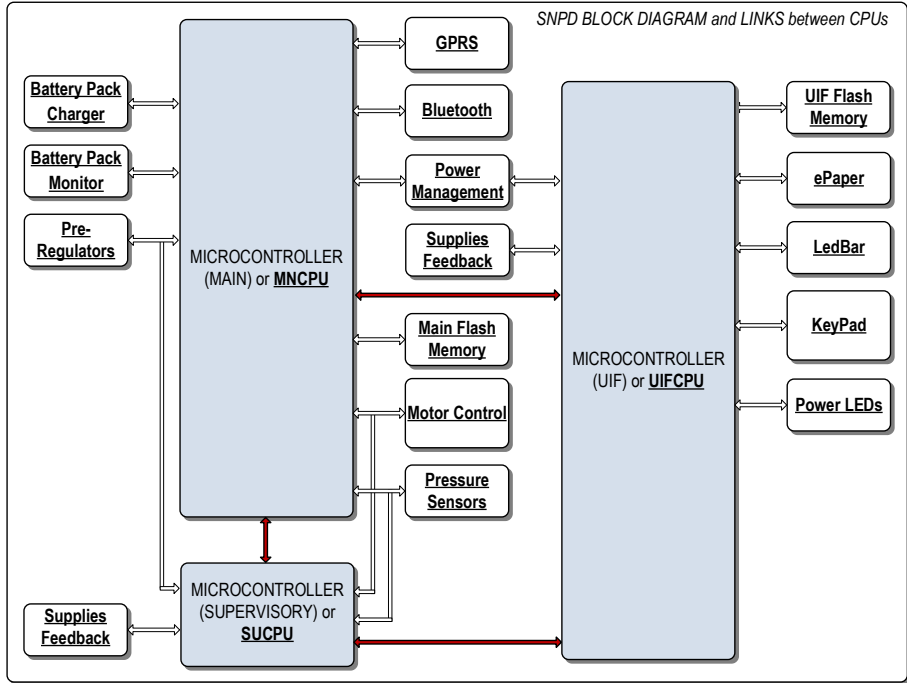 SNPD BLOCK DIAGRAM and LINKS between CPUs
GPRS
Battery Pack
Charger
Bluetooth
UIF Flash
Memory
Battery Pack
Monitor
Power
Management
ePaper
Pre-
Regulators
Supplies
Feedback
LedBar
MICROCONTROLLER
(MAIN) or MNCPU
Main Flash
Memory
KeyPad
MICROCONTROLLER
(UIF) or UIFCPU
Motor Control
Power LEDs
Pressure
Sensors
MICROCONTROLLER
(SUPERVISORY) or
SUCPU
Supplies
Feedback